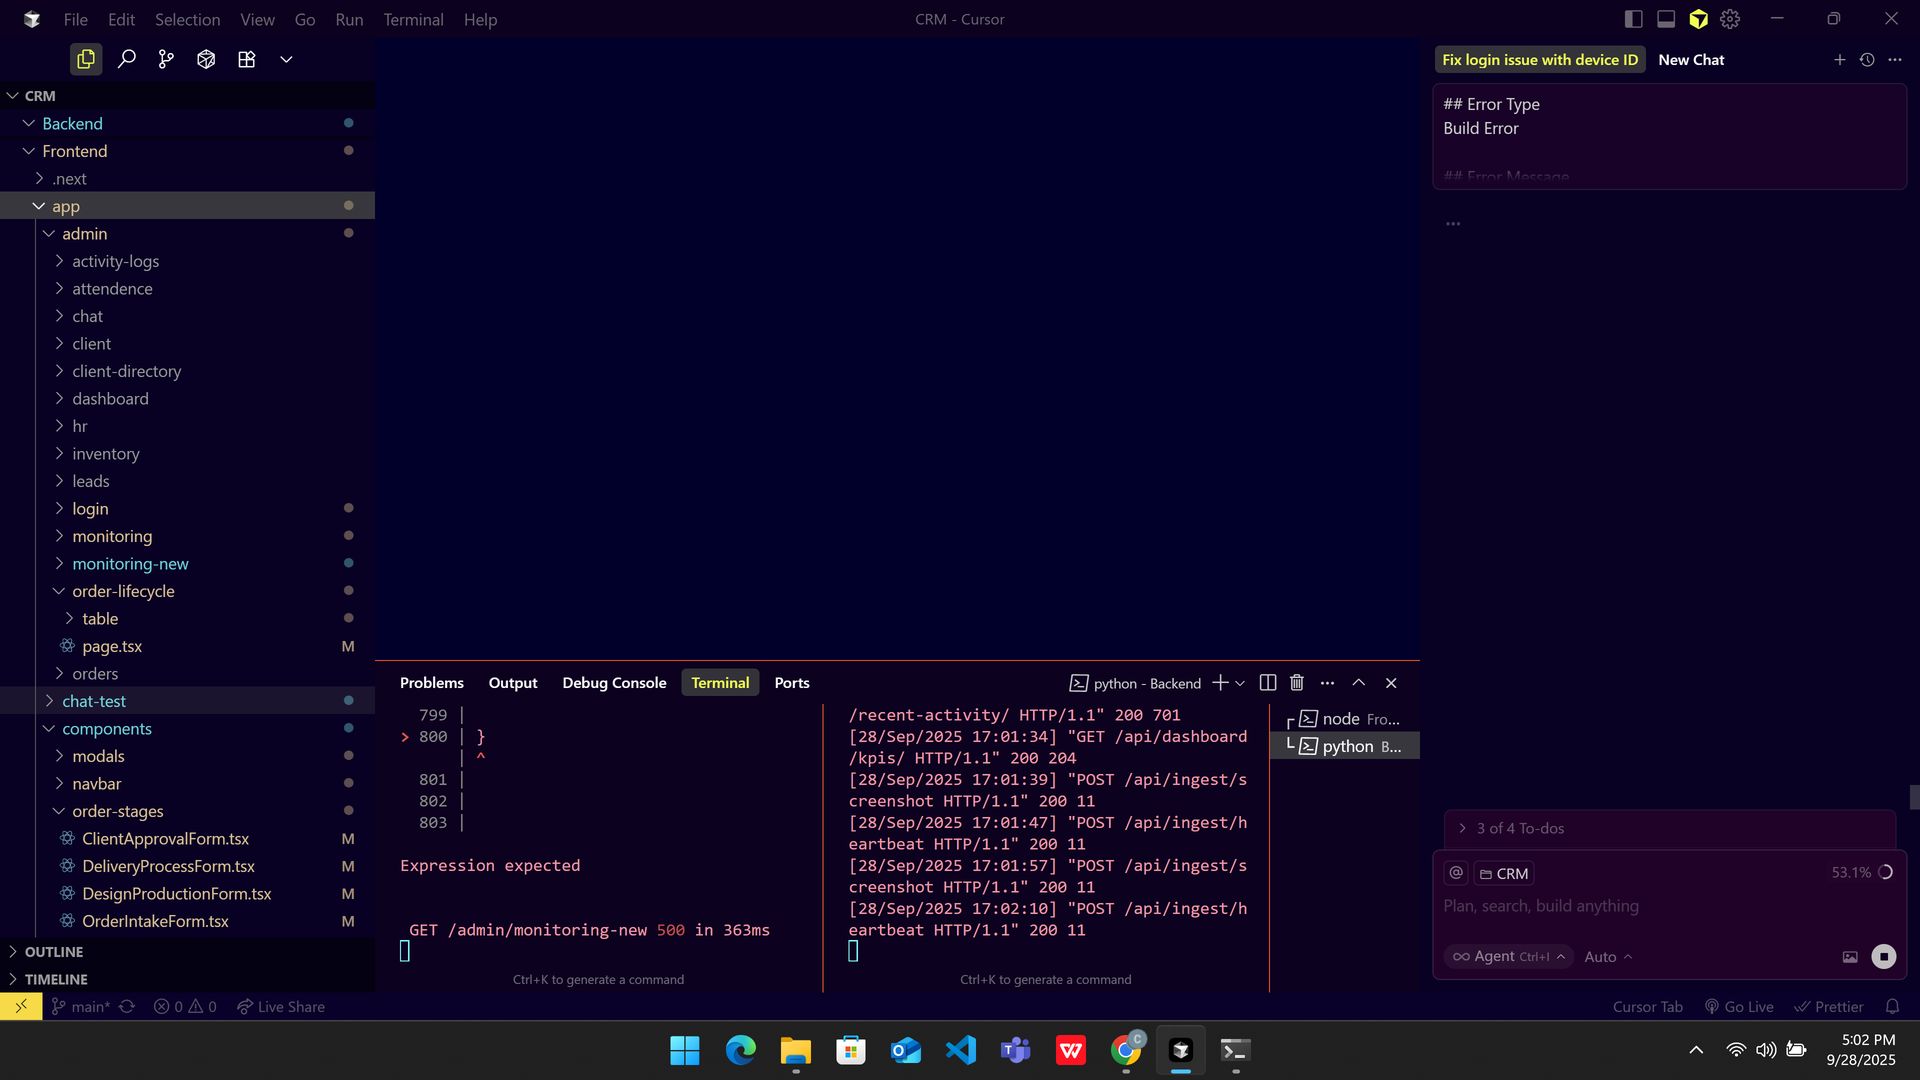 File Edit Selection View Go Run Terminal Help
CRM - Cursor
CRM
Backend
Frontend
.next
app
admin
activity-logs
attendence
chat
client
client-directory
dashboard
hr
inventory
leads
login
monitoring
monitoring-new
order-lifecycle
table
page.tsx M
orders
chat-test
components
modals
navbar
order-stages
ClientApprovalForm.tsx M
DeliveryProcessForm.tsx M
DesignProductionForm.tsx M
OrderIntakeForm.tsx M
OUTLINE
TIMELINE
Problems Output Debug Console Terminal Ports
python - Backend
799 |
> 800 | }
| ^
801 |
802 |
803 |
Expression expected
GET /admin/monitoring-new 500 in 363ms
Ctrl+K to generate a command
/recent-activity/ HTTP/1.1" 200 701
[28/Sep/2025 17:01:34] "GET /api/dashboard
/kpis/ HTTP/1.1" 200 204
[28/Sep/2025 17:01:39] "POST /api/ingest/s
creenshot HTTP/1.1" 200 11
[28/Sep/2025 17:01:47] "POST /api/ingest/h
eartbeat HTTP/1.1" 200 11
[28/Sep/2025 17:01:57] "POST /api/ingest/s
creenshot HTTP/1.1" 200 11
[28/Sep/2025 17:02:10] "POST /api/ingest/h
eartbeat HTTP/1.1" 200 11
Ctrl+K to generate a command
node Fro...
python B...
Fix login issue with device ID New Chat
## Error Type
Build Error
## Error Message
...
3 of 4 To-dos
@ CRM 53.1%
Plan, search, build anything
Agent Ctrl+I Auto
main* 0 0 Live Share
Cursor Tab Go Live Prettier
5:02 PM
9/28/2025